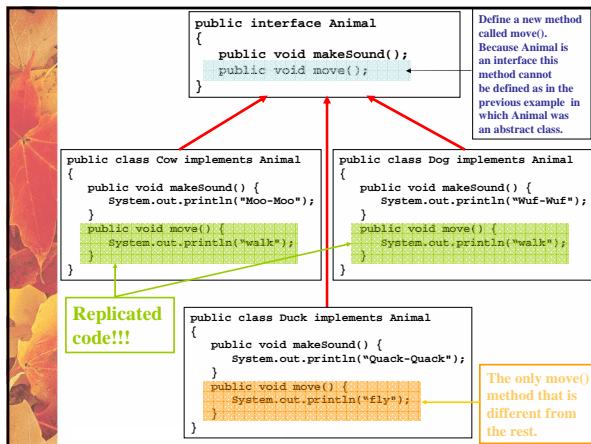 public interface Animal
{
public void makeSound();
public void move();
}
Define a new method
called move().
Because Animal is
an interface this
method cannot
be defined as in the
previous example in
which Animal was
an abstract class.
public class Cow implements Animal
{
public void makeSound() {
System.out.println("Moo-Moo");
}
public void move() {
System.out.println(“walk");
}
}
public class Dog implements Animal
{
public void makeSound() {
System.out.println(“Wuf-Wuf");
}
public void move() {
System.out.println(“walk");
}
}
Replicated
code!!!
public class Duck implements Animal
{
public void makeSound() {
System.out.println(“Quack-Quack");
}
public void move() {
System.out.println(“fly");
}
}
The only move()
method that is
different from
the rest.